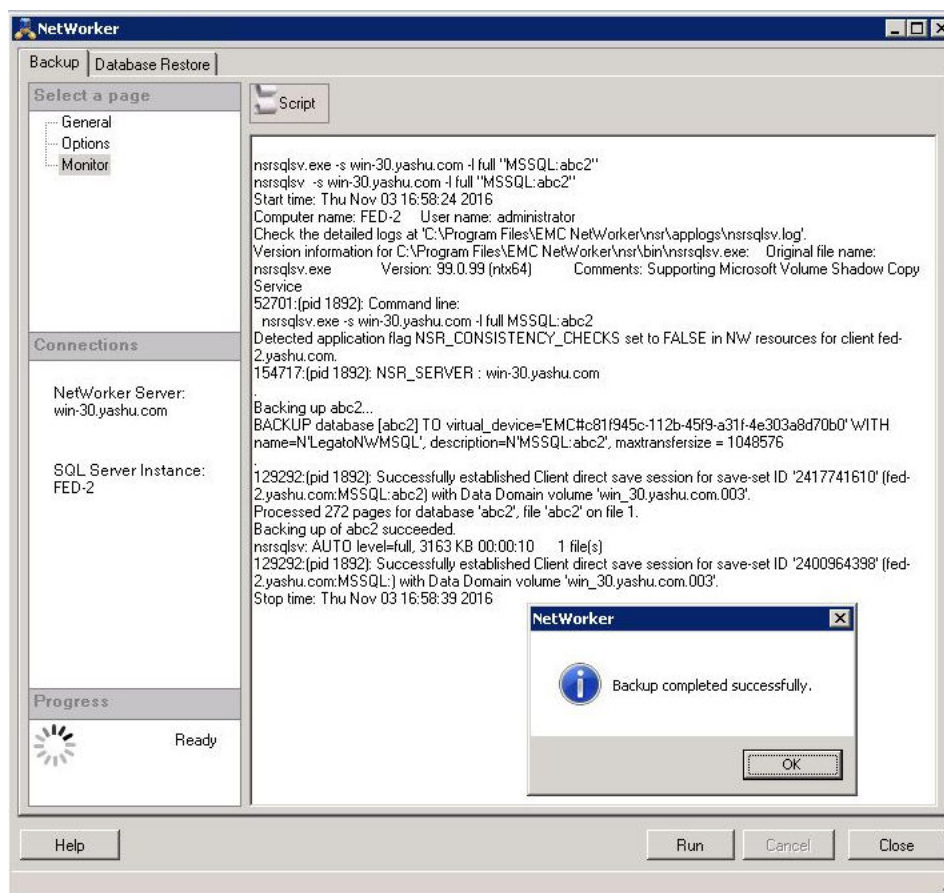 NetWorker
Backup
Database Restore
Select a page
General
Options
Monitor
Connections
NetWorker Server:
win-30.yashu.com
SQL Server Instance:
FED-2
Progress
Ready
Script
nsrsqlsv.exe -s win-30.yashu.com -l full "MSSQL:abc2"
nsrsqlsv -s win-30.yashu.com -l full "MSSQL:abc2"
Start time: Thu Nov 03 16:58:24 2016
Computer name: FED-2 User name: administrator
Check the detailed logs at 'C:\Program Files\EMC NetWorker\nsr\applogs\nsrsqlsv.log'.
Version information for C:\Program Files\EMC NetWorker\nsr\bin\nsrsqlsv.exe: Original file name:
nsrsqlsv.exe Version: 99.0.99 (ntx64) Comments: Supporting Microsoft Volume Shadow Copy
Service
52701:(pid 1892): Command line:
nsrsqlsv.exe -s win-30.yashu.com -l full MSSQL:abc2
Detected application flag NSR_CONSISTENCY_CHECKS set to FALSE in NW resources for client fed-
2.yashu.com.
154717:(pid 1892): NSR_SERVER : win-30.yashu.com
.
Backing up abc2...
BACKUP database [abc2] TO virtual_device='EMC#c81f945c-112b-45f9-a31f-4e303a8d70b0' WITH
name=N'LegatoNWMSQL', description=N'MSSQL:abc2', maxtransfersize = 1048576
.
129292:(pid 1892): Successfully established Client direct save session for save-set ID '2417741610' (fed-
2.yashu.com:MSSQL:abc2) with Data Domain volume 'win_30.yashu.com.003'.
Processed 272 pages for database 'abc2', file 'abc2' on file 1.
Backing up of abc2 succeeded.
nsrsqlsv: AUTO level=full, 3163 KB 00:00:10 1 file(s)
129292:(pid 1892): Successfully established Client direct save session for save-set ID '2400964398' (fed-
2.yashu.com:MSSQL:) with Data Domain volume 'win_30.yashu.com.003'.
Stop time: Thu Nov 03 16:58:39 2016
NetWorker
Backup completed successfully.
OK
Help
Run
Cancel
Close